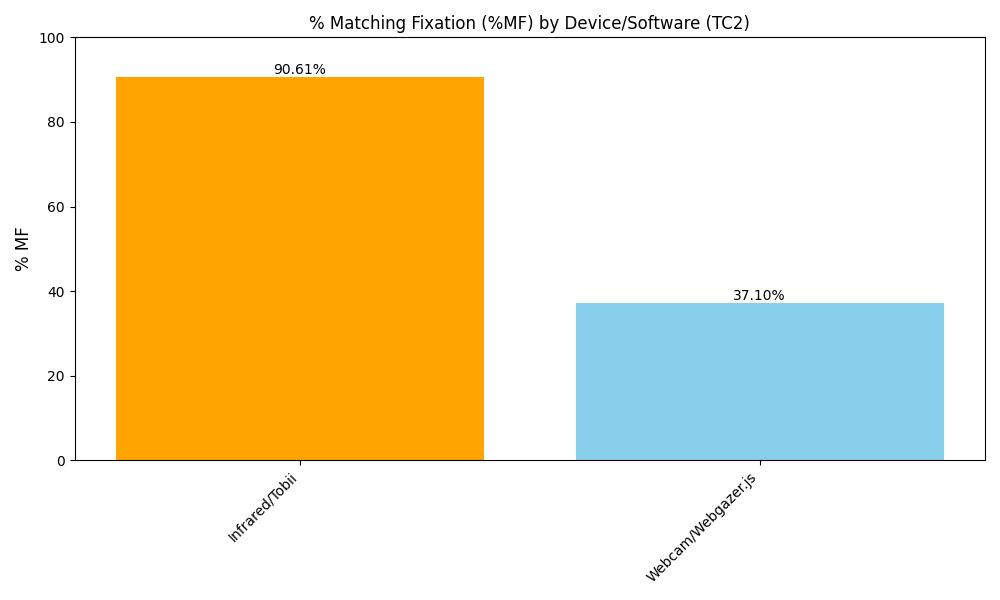 % Matching Fixation (%MF) by Device/Software (TC2)
100
80
60
40
20
0
% MF
90.61%
37.10%
Infrared/Tobii
Webcam/Webgazer.js